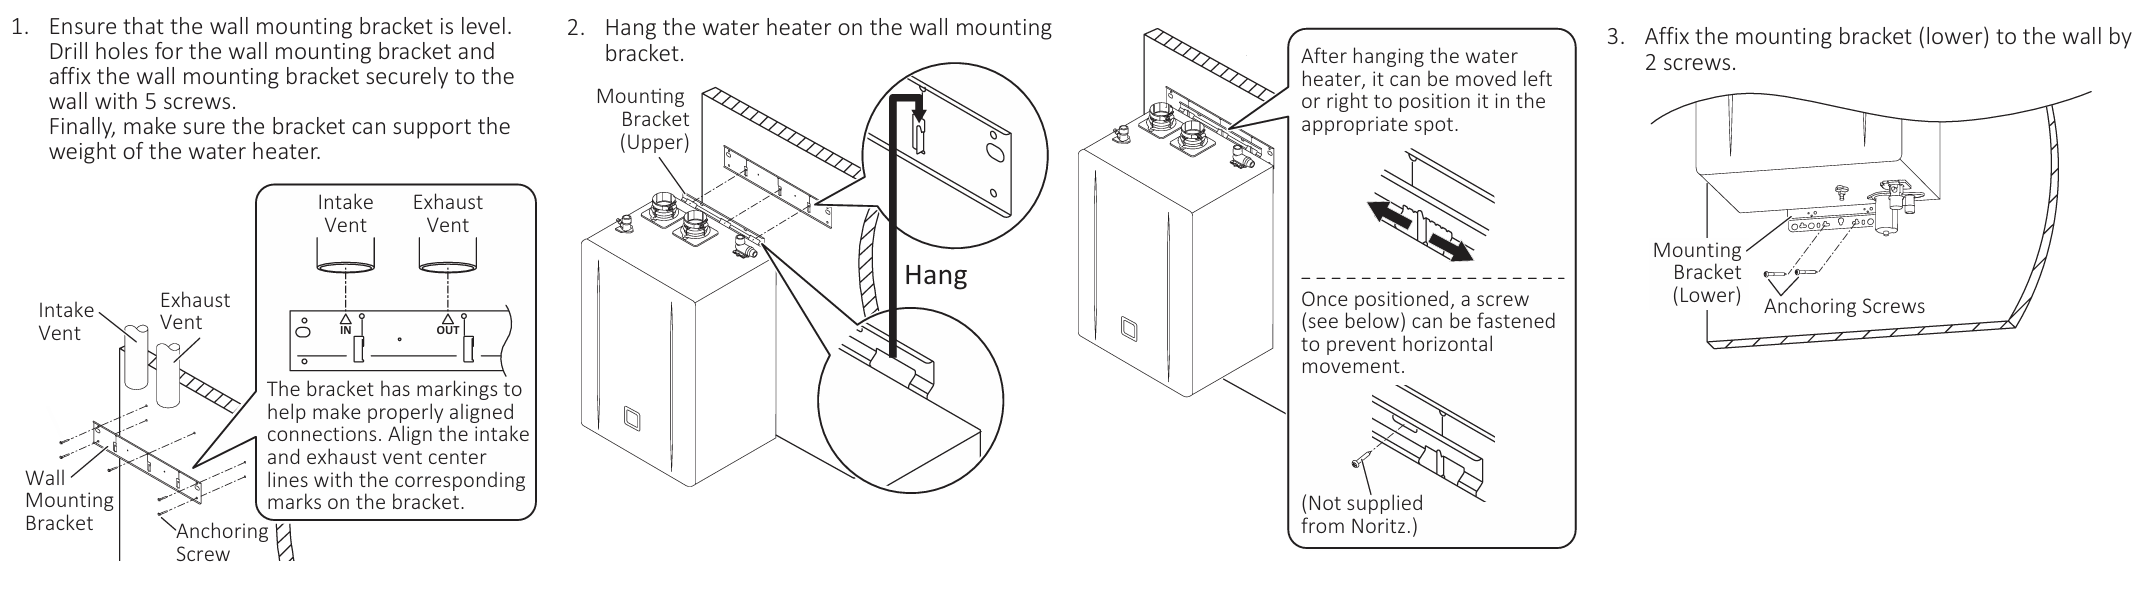 1. Ensure that the wall mounting bracket is level.
Drill holes for the wall mounting bracket and
affix the wall mounting bracket securely to the
wall with 5 screws.
Finally, make sure the bracket can support the
weight of the water heater.
Intake
Vent
Exhaust
Vent
IN
OUT
Intake
Vent
Exhaust
Vent
The bracket has markings to
help make properly aligned
connections. Align the intake
and exhaust vent center
lines with the corresponding
marks on the bracket.
Wall
Mounting
Bracket
Anchoring
Screw
2. Hang the water heater on the wall mounting
bracket.
Mounting
Bracket
(Upper)
Hang
After hanging the water
heater, it can be moved left
or right to position it in the
appropriate spot.
Once positioned, a screw
(see below) can be fastened
to prevent horizontal
movement.
(Not supplied
from Noritz.)
3. Affix the mounting bracket (lower) to the wall by
2 screws.
Mounting
Bracket
(Lower)
Anchoring Screws